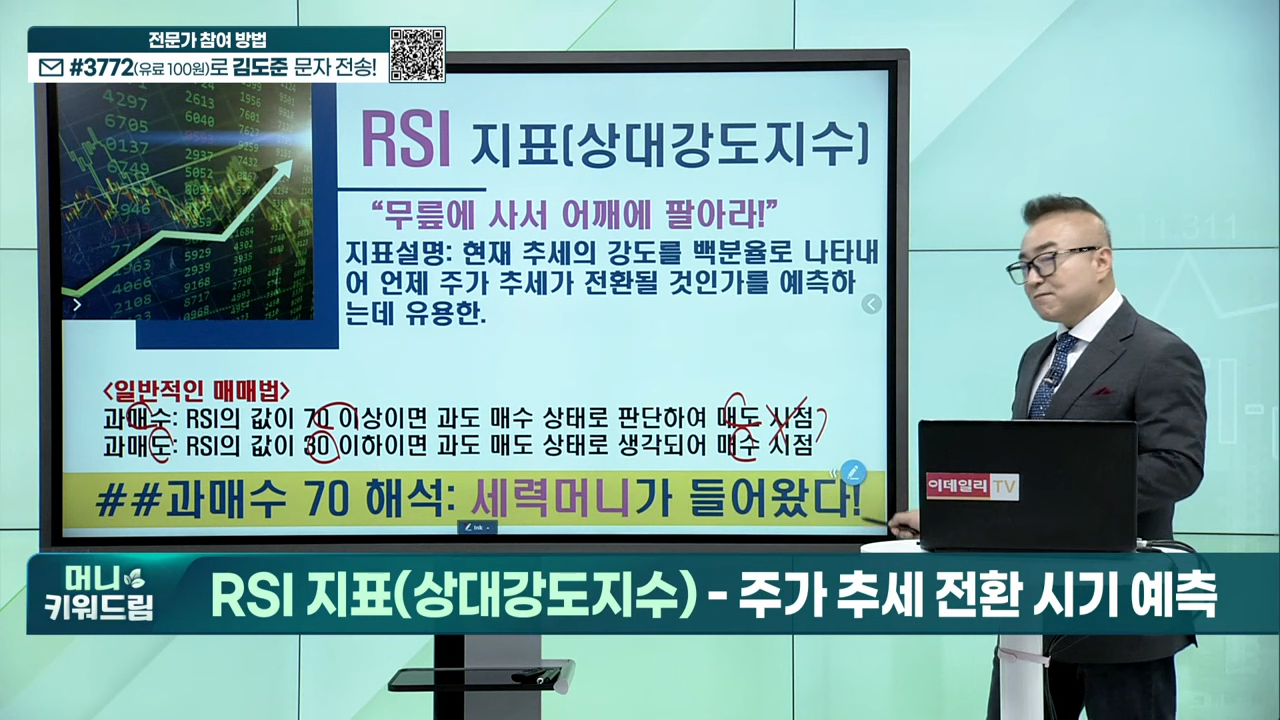 전문가 참여 방법
#3772(유료 100원)로 김도준 문자 전송!
RSI 지표(상대강도지수)
“무릎에 사서 어깨에 팔아라!”
지표설명: 현재 추세의 강도를 백분율로 나타내
어 언제 주가 추세가 전환될 것인가를 예측하
는데 유용한.
<일반적인 매매법>
과매수: RSI의 값이 70 이상이면 과도 매수 상태로 판단하여 매도 시점
과매도: RSI의 값이 30 이하이면 과도 매도 상태로 생각되어 매수 시점
##과매수 70 해석: 세력머니가 들어왔다!
Ink
이데일리TV
머니
키워드림
RSI 지표(상대강도지수) - 주가 추세 전환 시기 예측